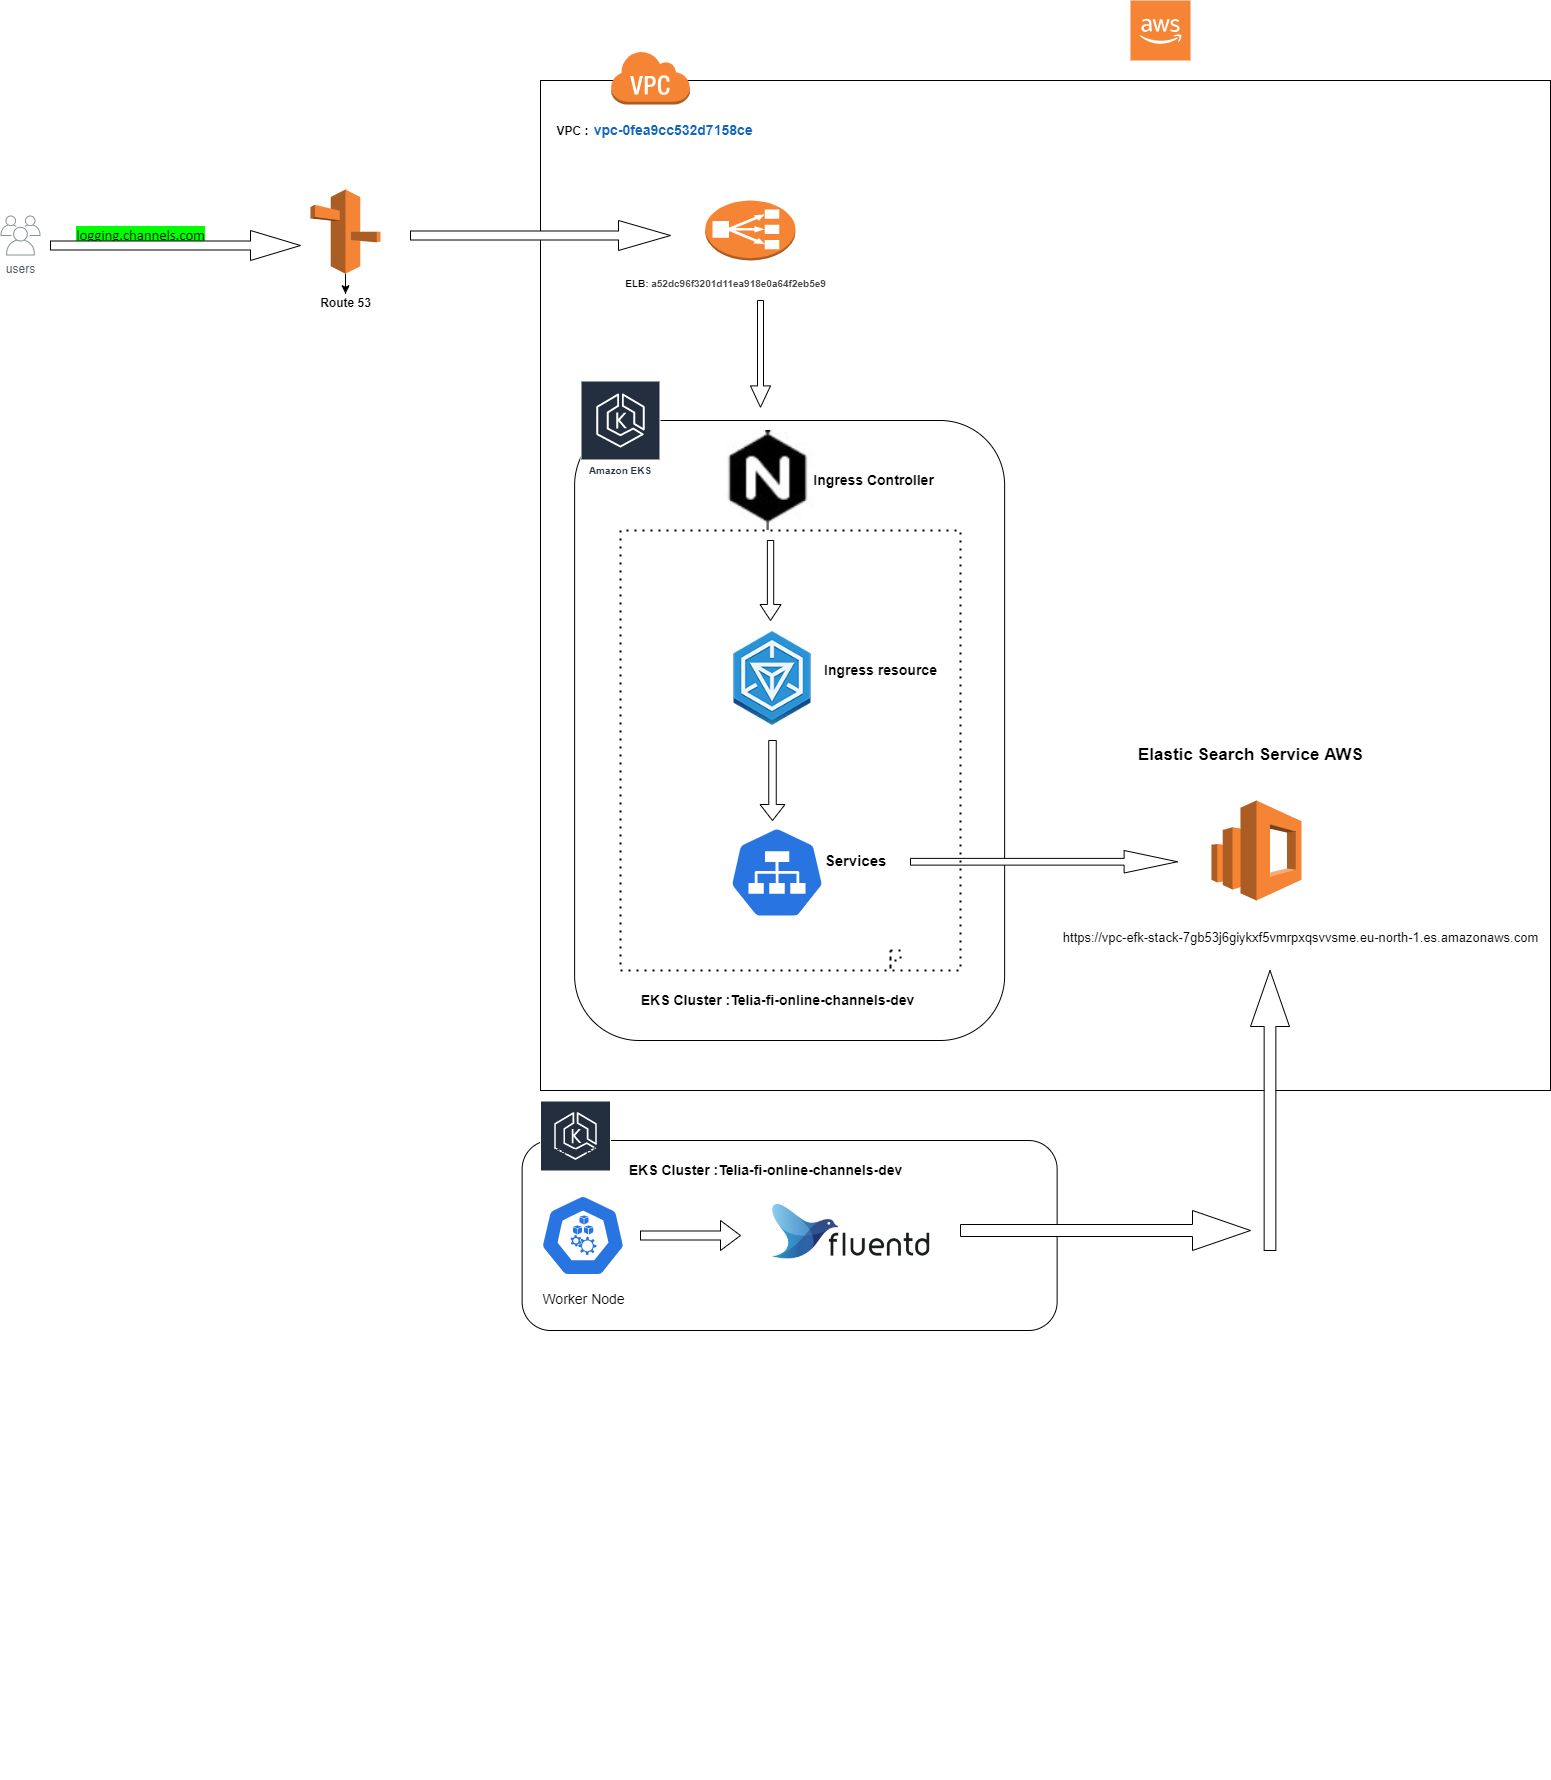 aws
VPC
VPC : vpc-0fea9cc532d7158ce
logging.channels.com
users
Route 53
ELB: a52dc96f3201d11ea918e0a64f2eb5e9
K
Amazon EKS
N
Ingress Controller
Ingress resource
Elastic Search Service AWS
Services
https://vpc-efk-stack-7gb53j6giykxf5vmrpxqsvvsme.eu-north-1.es.amazonaws.com
EKS Cluster :Telia-fi-online-channels-dev
K
EKS Cluster :Telia-fi-online-channels-dev
fluentd
Worker Node